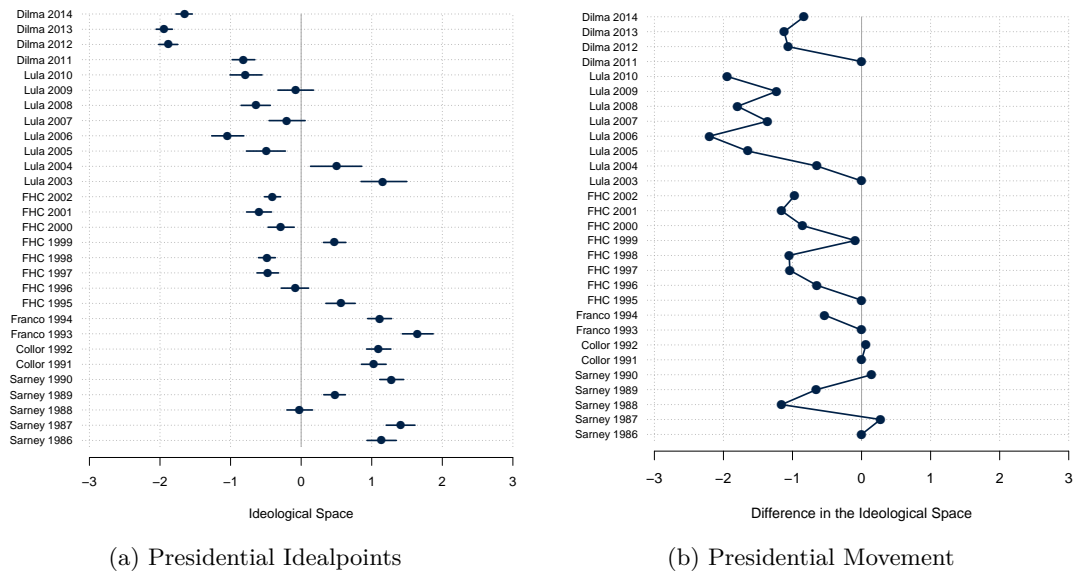 Dilma 2014
Dilma 2013
Dilma 2012
Dilma 2011
Lula 2010
Lula 2009
Lula 2008
Lula 2007
Lula 2006
Lula 2005
Lula 2004
Lula 2003
FHC 2002
FHC 2001
FHC 2000
FHC 1999
FHC 1998
FHC 1997
FHC 1996
FHC 1995
Franco 1994
Franco 1993
Collor 1992
Collor 1991
Sarney 1990
Sarney 1989
Sarney 1988
Sarney 1987
Sarney 1986
−3 −2 −1 0 1 2 3
Ideological Space
(a) Presidential Idealpoints
Dilma 2014
Dilma 2013
Dilma 2012
Dilma 2011
Lula 2010
Lula 2009
Lula 2008
Lula 2007
Lula 2006
Lula 2005
Lula 2004
Lula 2003
FHC 2002
FHC 2001
FHC 2000
FHC 1999
FHC 1998
FHC 1997
FHC 1996
FHC 1995
Franco 1994
Franco 1993
Collor 1992
Collor 1991
Sarney 1990
Sarney 1989
Sarney 1988
Sarney 1987
Sarney 1986
−3 −2 −1 0 1 2 3
Difference in the Ideological Space
(b) Presidential Movement